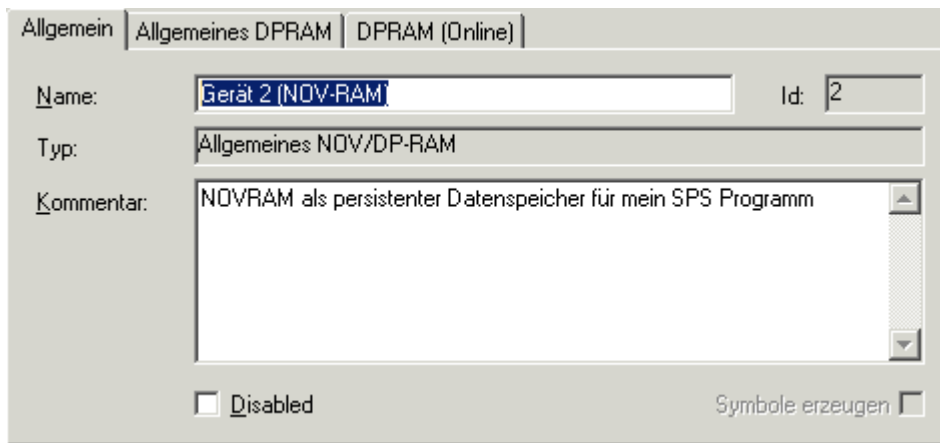 Allgemein Allgemeines DPRAM DPRAM (Online)
Name: Gerät 2 (NOV-RAM) Id: 2
Typ: Allgemeines NOV/DP-RAM
Kommentar: NOVRAM als persistenter Datenspeicher für mein SPS Programm
Disabled Symbole erzeugen